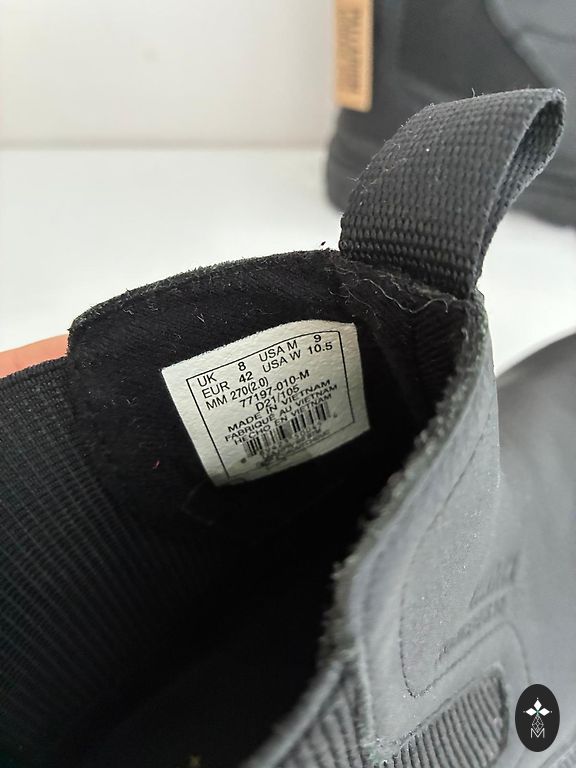 UK 8 USA M 9
EUR 42 USA W 10.5
MM 270(2.0)
77197-010-M
D21/105
MADE IN VIETNAM
FABRIQUÉ AU VIETNAM
HECHO EN VIETNAM
M